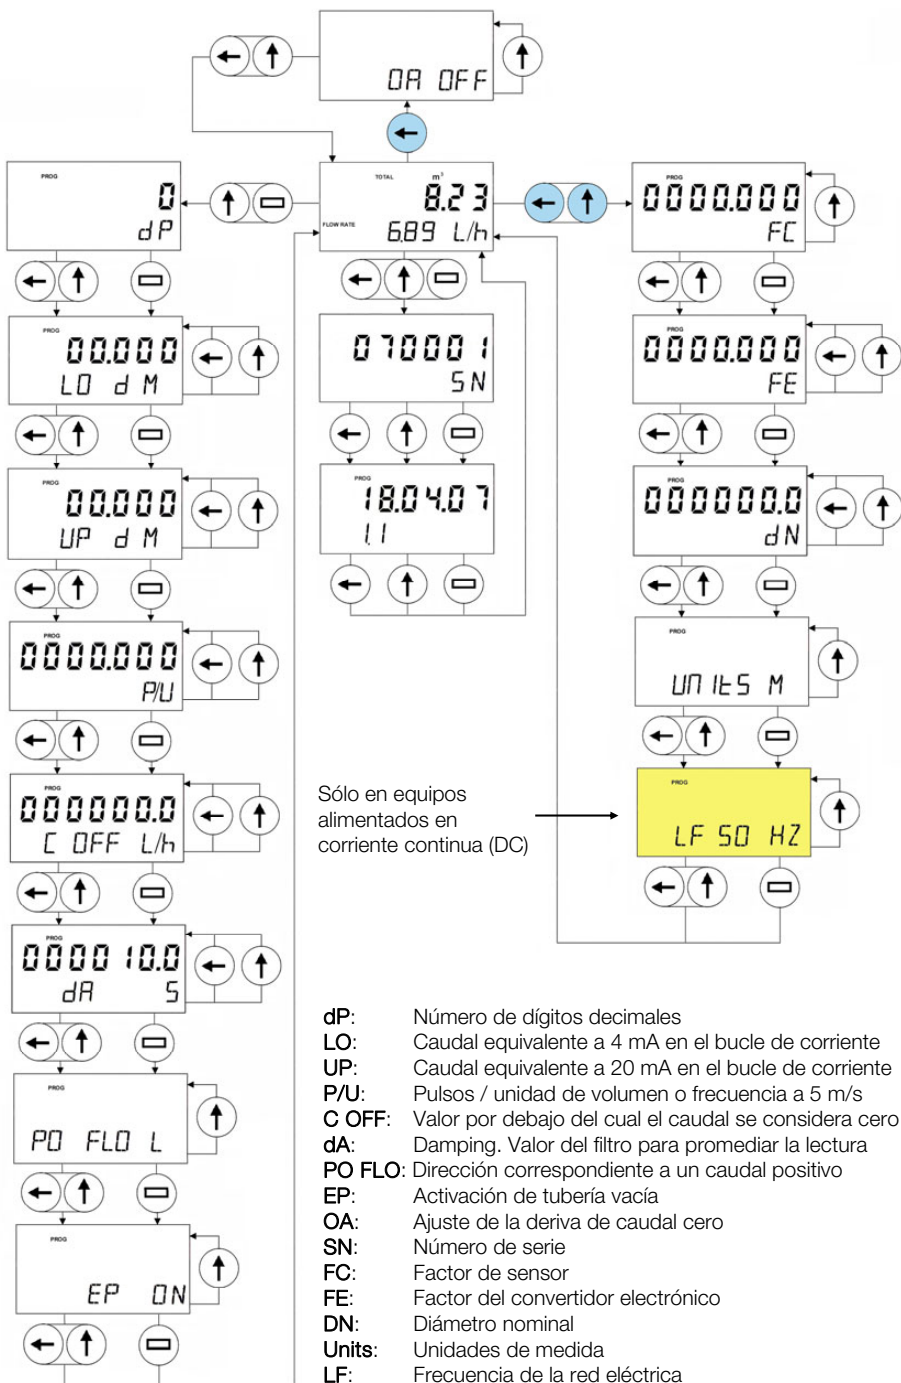 OA OFF
PROG
0
dP
TOTAL m³
8.23
FLOW RATE 6.89 L/h
PROG
0000.000
FC
PROG
00.000
LO d M
070001
SN
PROG
0000.000
FE
PROG
00.000
UP d M
PROG
18.04.07
1.1
PROG
000000.0
dN
PROG
0000.000
P/U
PROG
UNItS M
PROG
000000.0
C OFF L/h
Sólo en equipos
alimentados en
corriente continua (DC)
PROG
LF 50 HZ
PROG
000010.0
dA S
PROG
PO FLO L
PROG
EP ON
dP: Número de dígitos decimales
LO: Caudal equivalente a 4 mA en el bucle de corriente
UP: Caudal equivalente a 20 mA en el bucle de corriente
P/U: Pulsos / unidad de volumen o frecuencia a 5 m/s
C OFF: Valor por debajo del cual el caudal se considera cero
dA: Damping. Valor del filtro para promediar la lectura
PO FLO: Dirección correspondiente a un caudal positivo
EP: Activación de tubería vacía
OA: Ajuste de la deriva de caudal cero
SN: Número de serie
FC: Factor de sensor
FE: Factor del convertidor electrónico
DN: Diámetro nominal
Units: Unidades de medida
LF: Frecuencia de la red eléctrica